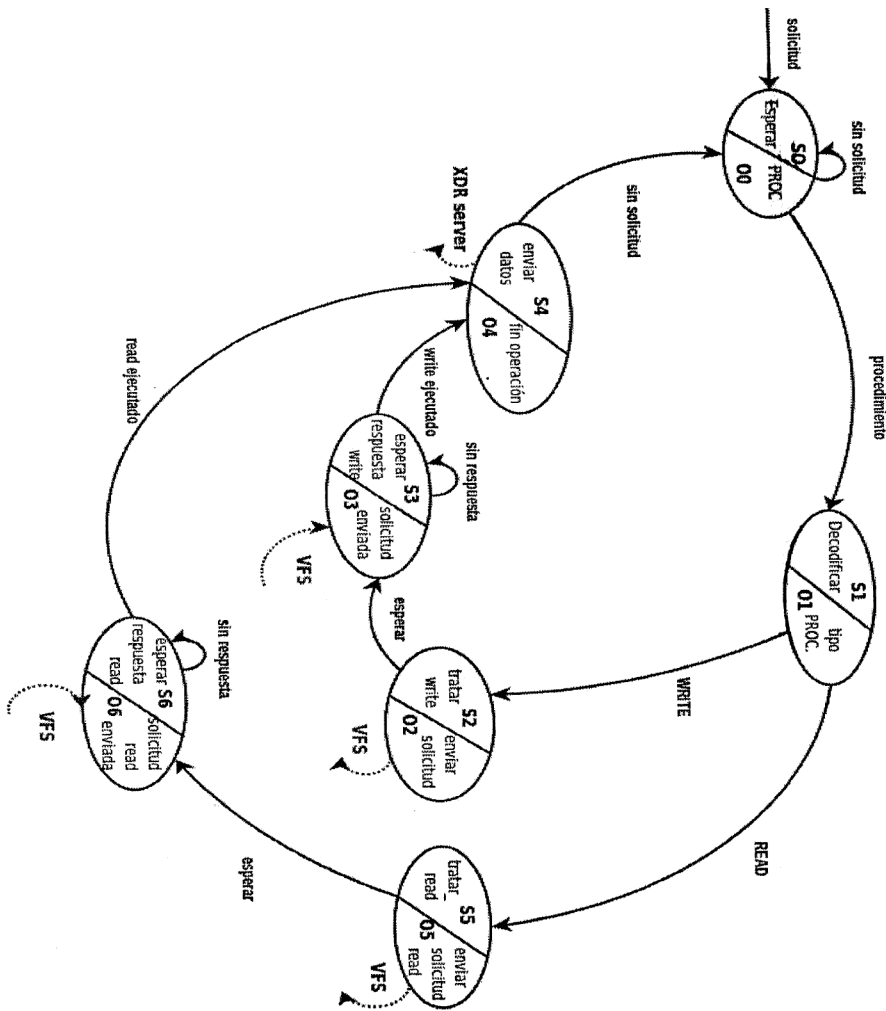 solicitud
sin solicitud
S0
Esperar PROC
O0
procedimiento
S1
Decodificar
tipo
O1 PROC.
WRITE
READ
sin solicitud
S4
enviar
datos
fin operación
O4
XDR server
write ejecutado
read ejecutado
sin respuesta
S3
esperar
respuesta
write
solicitud
enviada
O3
VFS
esperar
S2
tratar
write
enviar
solicitud
O2
VFS
sin respuesta
S6
esperar
respuesta
read
solicitud
read
enviada
O6
VFS
esperar
S5
tratar_
read
enviar
solicitud
read
O5
VFS